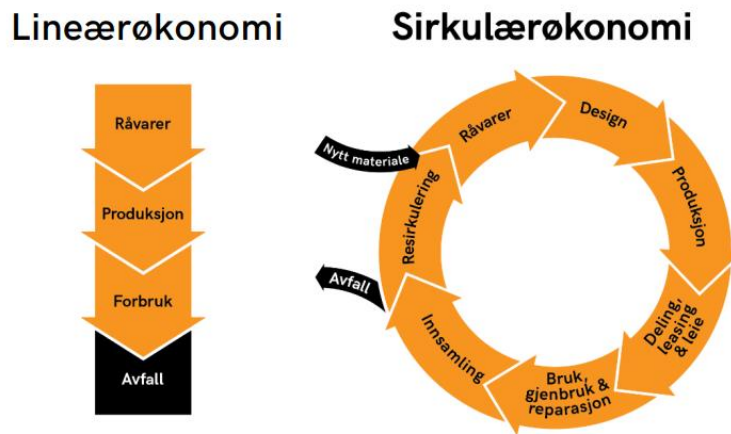 Lineærøkonomi
Råvarer
Produksjon
Forbruk
Avfall
Sirkulærøkonomi
Nytt materiale
Råvarer
Design
Produksjon
Deling,
leasing
& leie
Bruk,
gjenbruk &
reparasjon
Innsamling
Avfall
Resirkulering